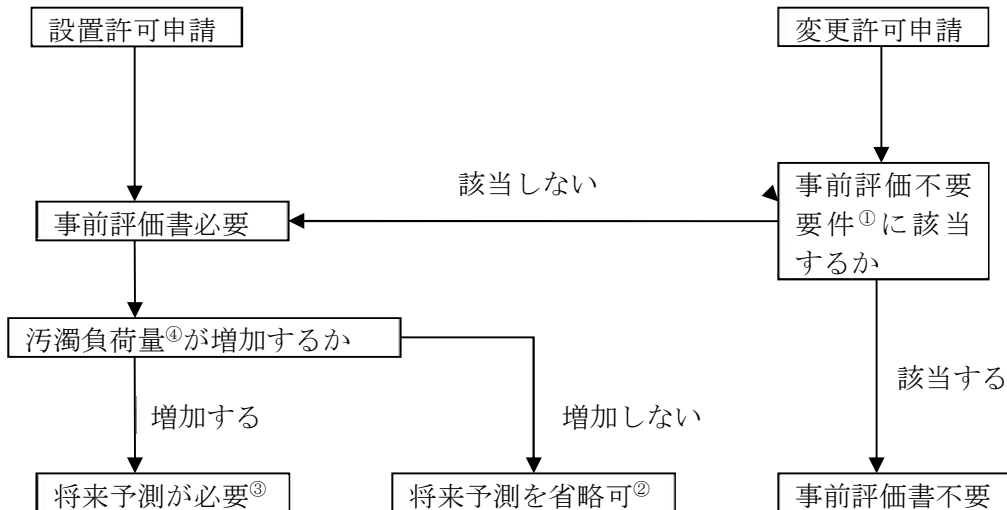 設置許可申請
変更許可申請
該当しない
事前評価不要
要件①に該当
するか
事前評価書必要
汚濁負荷量④が増加するか
該当する
増加する
増加しない
将来予測が必要③
将来予測を省略可②
事前評価書不要